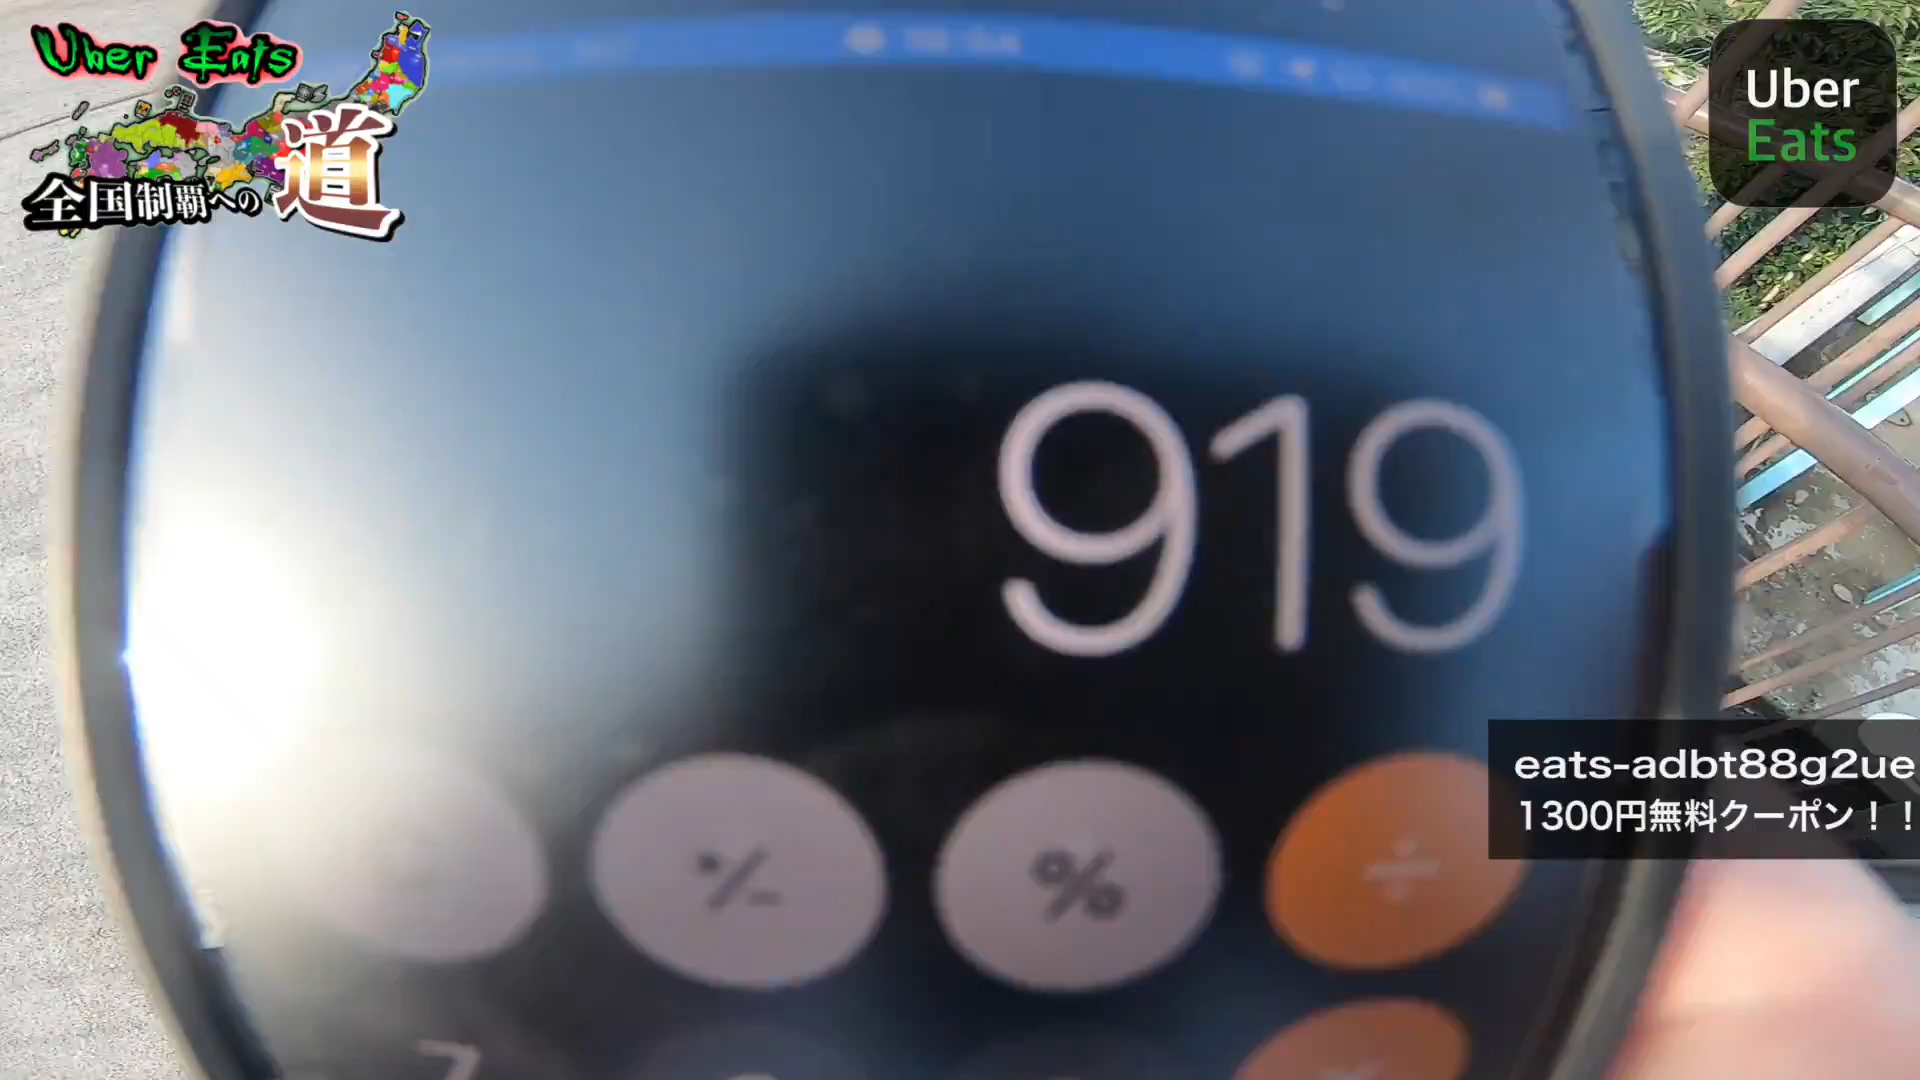 Uber Eats
全国制覇への道
Uber
Eats
919
+/-
%
÷
eats-adbt88g2ue
1300円無料クーポン！！
7